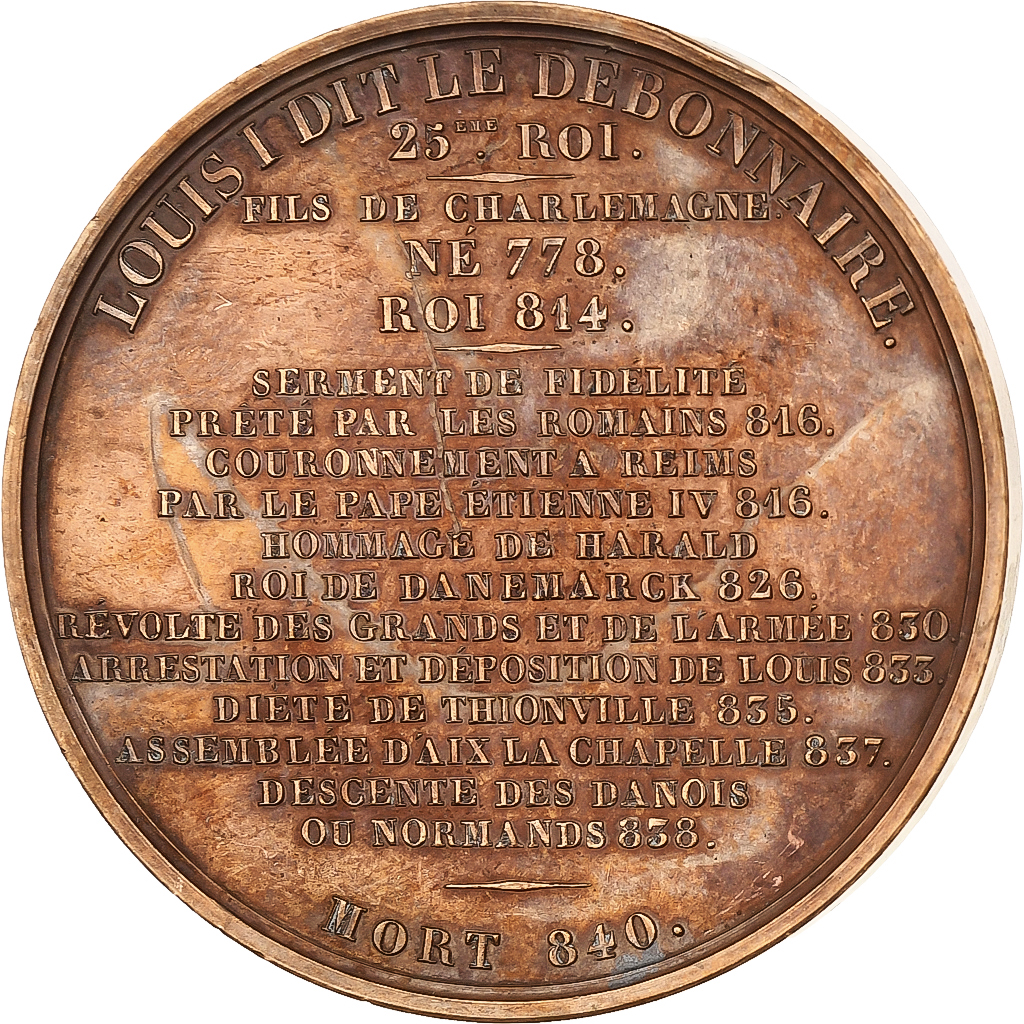 LOUIS I DIT LE DEBONNAIRE.
25EME. ROI.
FILS DE CHARLEMAGNE.
NÉ 778.
ROI 814.
SERMENT DE FIDÉLITÉ
PRÊTÉ PAR LES ROMAINS 816.
COURONNEMENT A REIMS
PAR LE PAPE ÉTIENNE IV 816.
HOMMAGE DE HARALD
ROI DE DANEMARCK 826.
RÉVOLTE DES GRANDS ET DE L'ARMÉE 830.
ARRESTATION ET DÉPOSITION DE LOUIS 833.
DIETE DE THIONVILLE 835.
ASSEMBLÉE D'AIX LA CHAPELLE 837.
DESCENTE DES DANOIS
OU NORMANDS 838.
MORT 840.